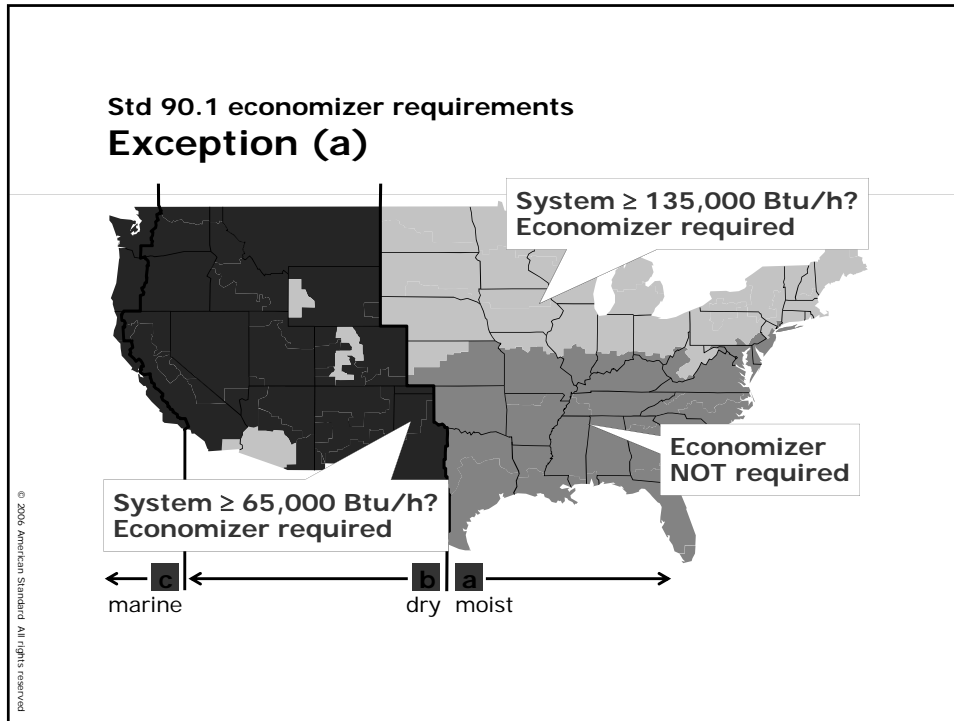 Std 90.1 economizer requirements
Exception (a)
System ≥ 135,000 Btu/h?
Economizer required
Economizer
NOT required
System ≥ 65,000 Btu/h?
Economizer required
c
b
a
marine
dry
moist
© 2006 American Standard All rights reserved